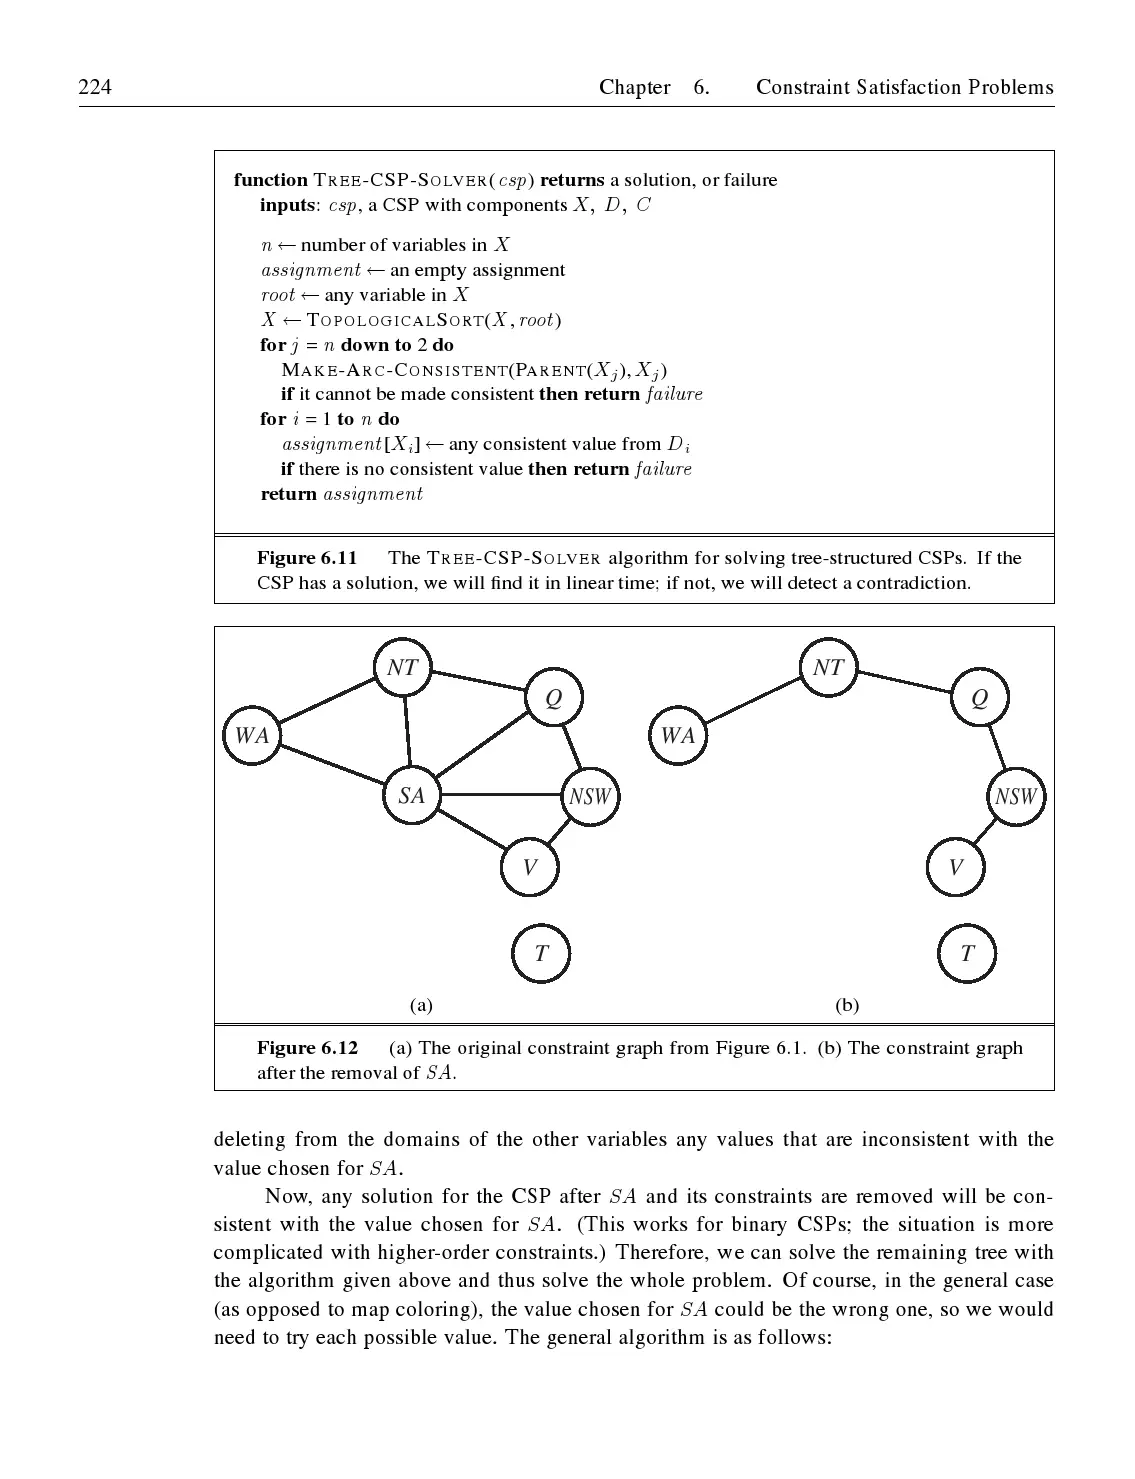 224 Chapter 6. Constraint Satisfaction Problems
function TREE-CSP-SOLVER(csp) returns a solution, or failure
inputs: csp, a CSP with components X, D, C
n ← number of variables in X
assignment ← an empty assignment
root ← any variable in X
X ← TOPOLOGICALSORT(X, root)
for j = n down to 2 do
MAKE-ARC-CONSISTENT(PARENT(Xj), Xj)
if it cannot be made consistent then return failure
for i = 1 to n do
assignment[Xi] ← any consistent value from Di
if there is no consistent value then return failure
return assignment
Figure 6.11 The TREE-CSP-SOLVER algorithm for solving tree-structured CSPs. If the
CSP has a solution, we will find it in linear time; if not, we will detect a contradiction.
NT
Q
WA
SA
NSW
V
T
(a)
NT
Q
WA
NSW
V
T
(b)
Figure 6.12 (a) The original constraint graph from Figure 6.1. (b) The constraint graph
after the removal of SA.
deleting from the domains of the other variables any values that are inconsistent with the
value chosen for SA.
Now, any solution for the CSP after SA and its constraints are removed will be con-
sistent with the value chosen for SA. (This works for binary CSPs; the situation is more
complicated with higher-order constraints.) Therefore, we can solve the remaining tree with
the algorithm given above and thus solve the whole problem. Of course, in the general case
(as opposed to map coloring), the value chosen for SA could be the wrong one, so we would
need to try each possible value. The general algorithm is as follows: